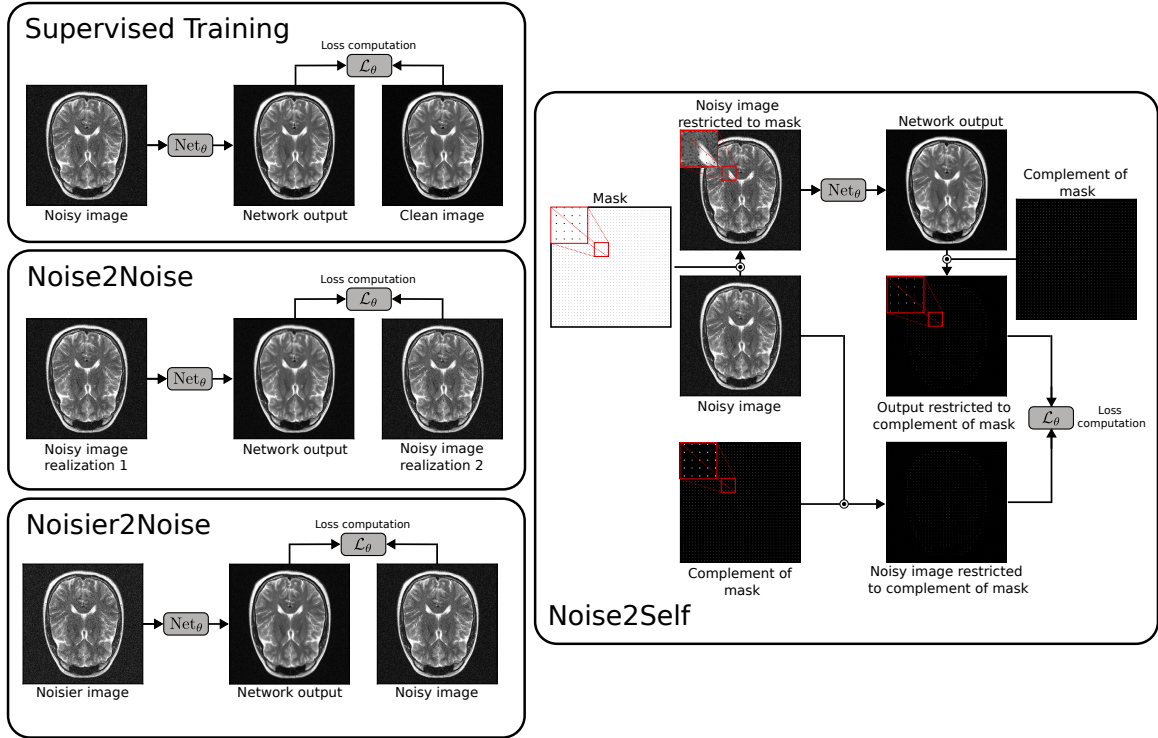 Supervised Training
Loss computation
ℒθ
Netθ
Noisy image
Network output
Clean image
Noise2Noise
Loss computation
ℒθ
Netθ
Noisy image
realization 1
Network output
Noisy image
realization 2
Noisier2Noise
Loss computation
ℒθ
Netθ
Noisier image
Network output
Noisy image
Noisy image
restricted to mask
Network output
Mask
Netθ
Complement of
mask
Noisy image
Output restricted to
complement of mask
ℒθ
Loss
computation
Complement of
mask
Noisy image restricted
to complement of mask
Noise2Self